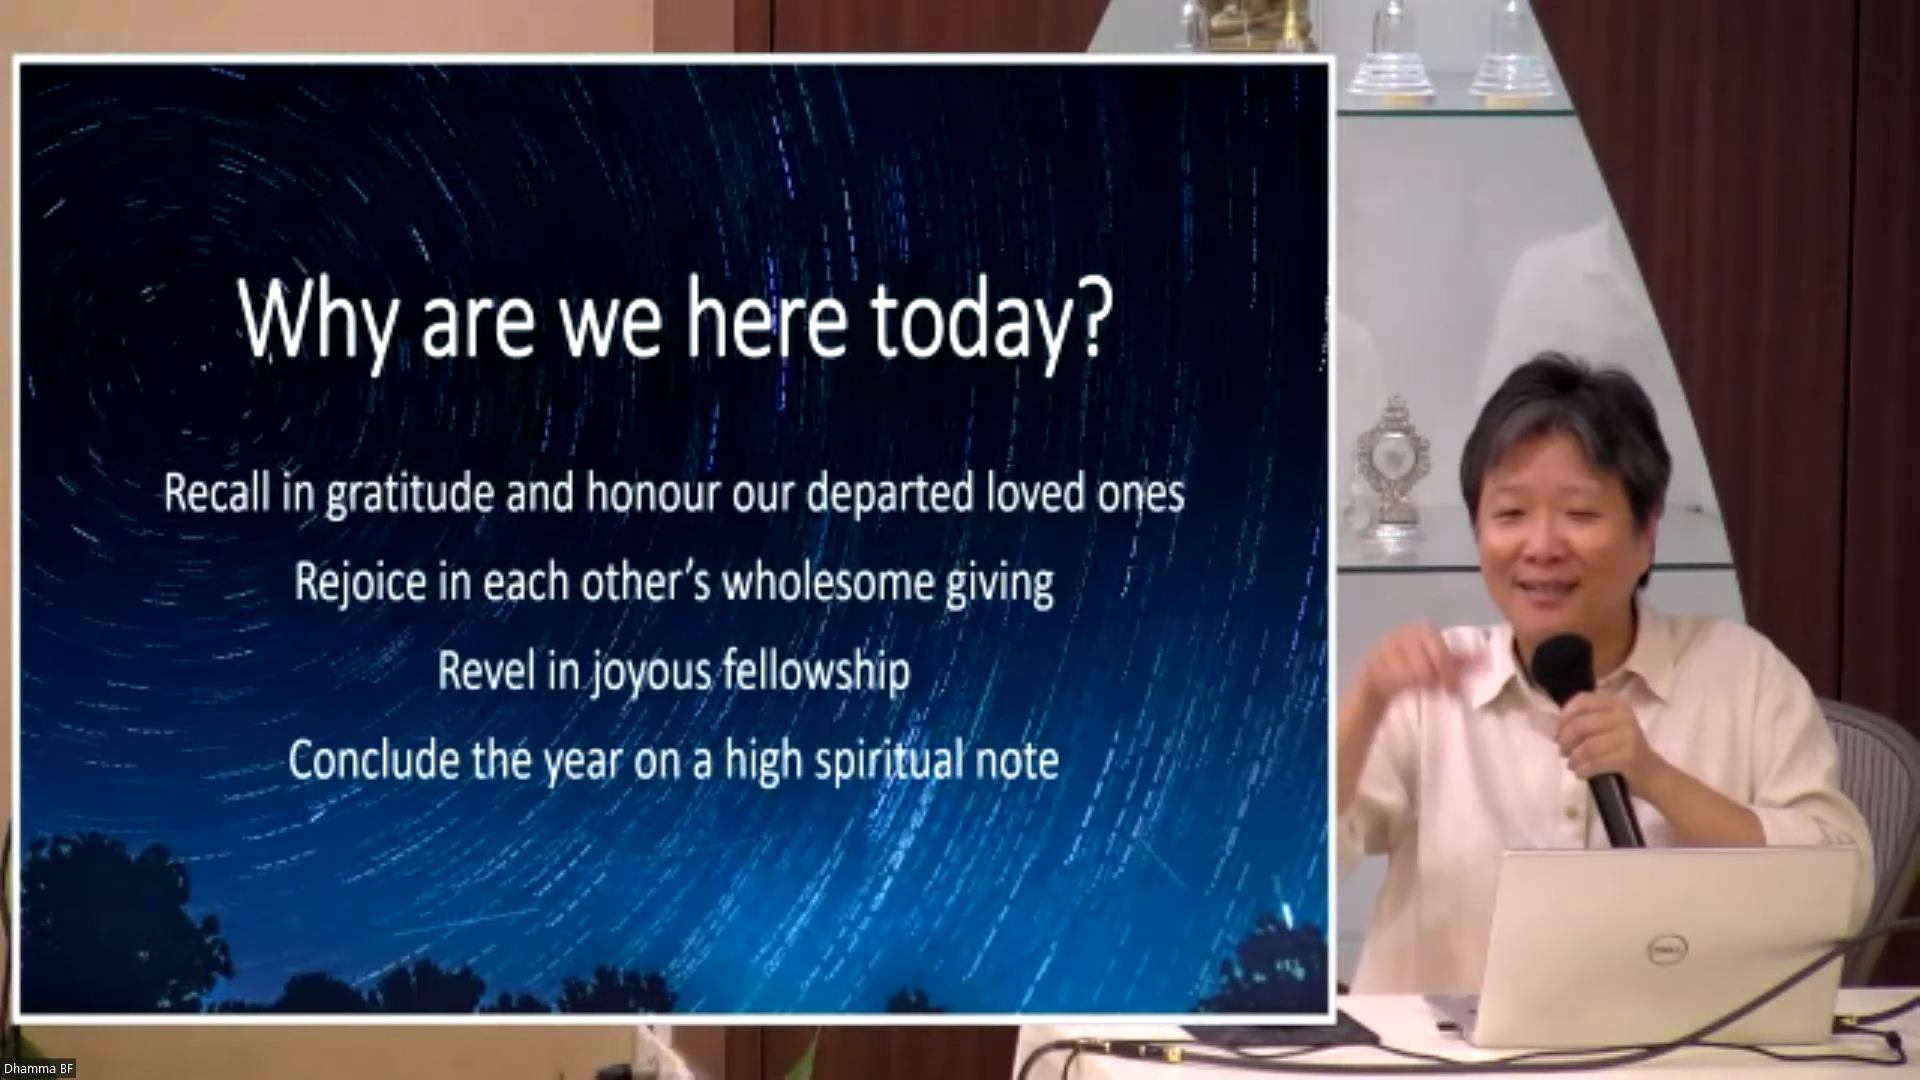 Why are we here today?
Recall in gratitude and honour our departed loved ones
Rejoice in each other’s wholesome giving
Revel in joyous fellowship
Conclude the year on a high spiritual note
DELL
Dhamma BF